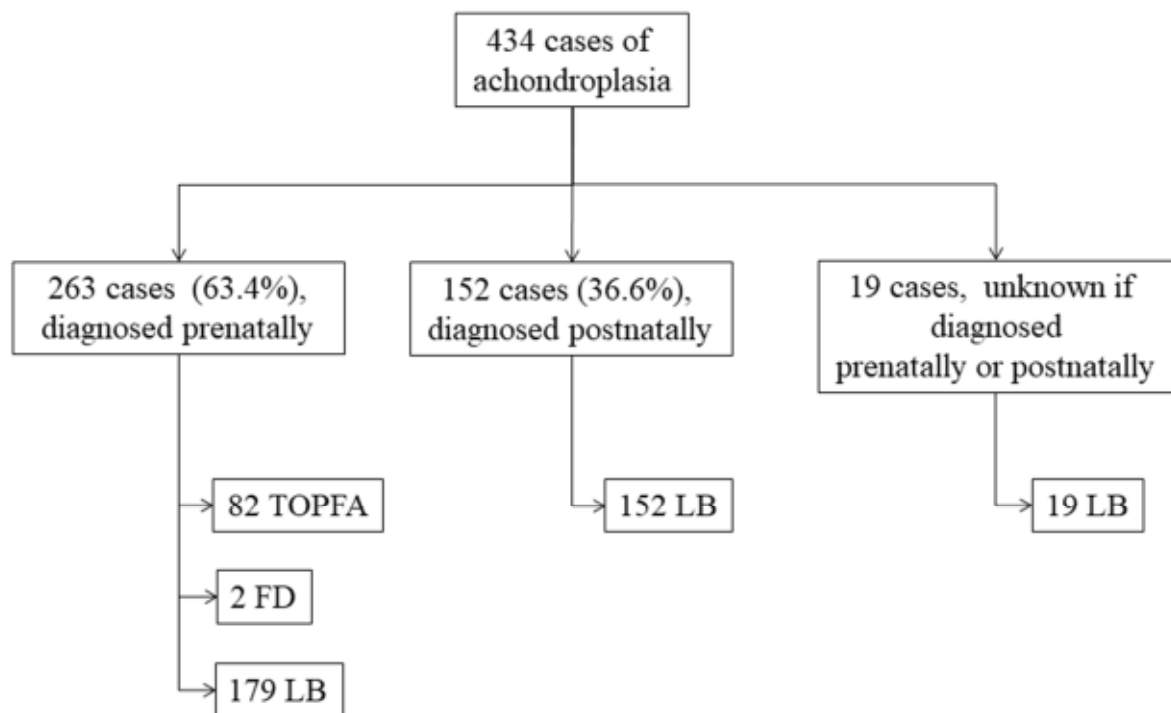 434 cases of
achondroplasia
263 cases (63.4%),
diagnosed prenatally
152 cases (36.6%),
diagnosed postnatally
19 cases, unknown if
diagnosed
prenatally or postnatally
82 TOPFA
2 FD
179 LB
152 LB
19 LB